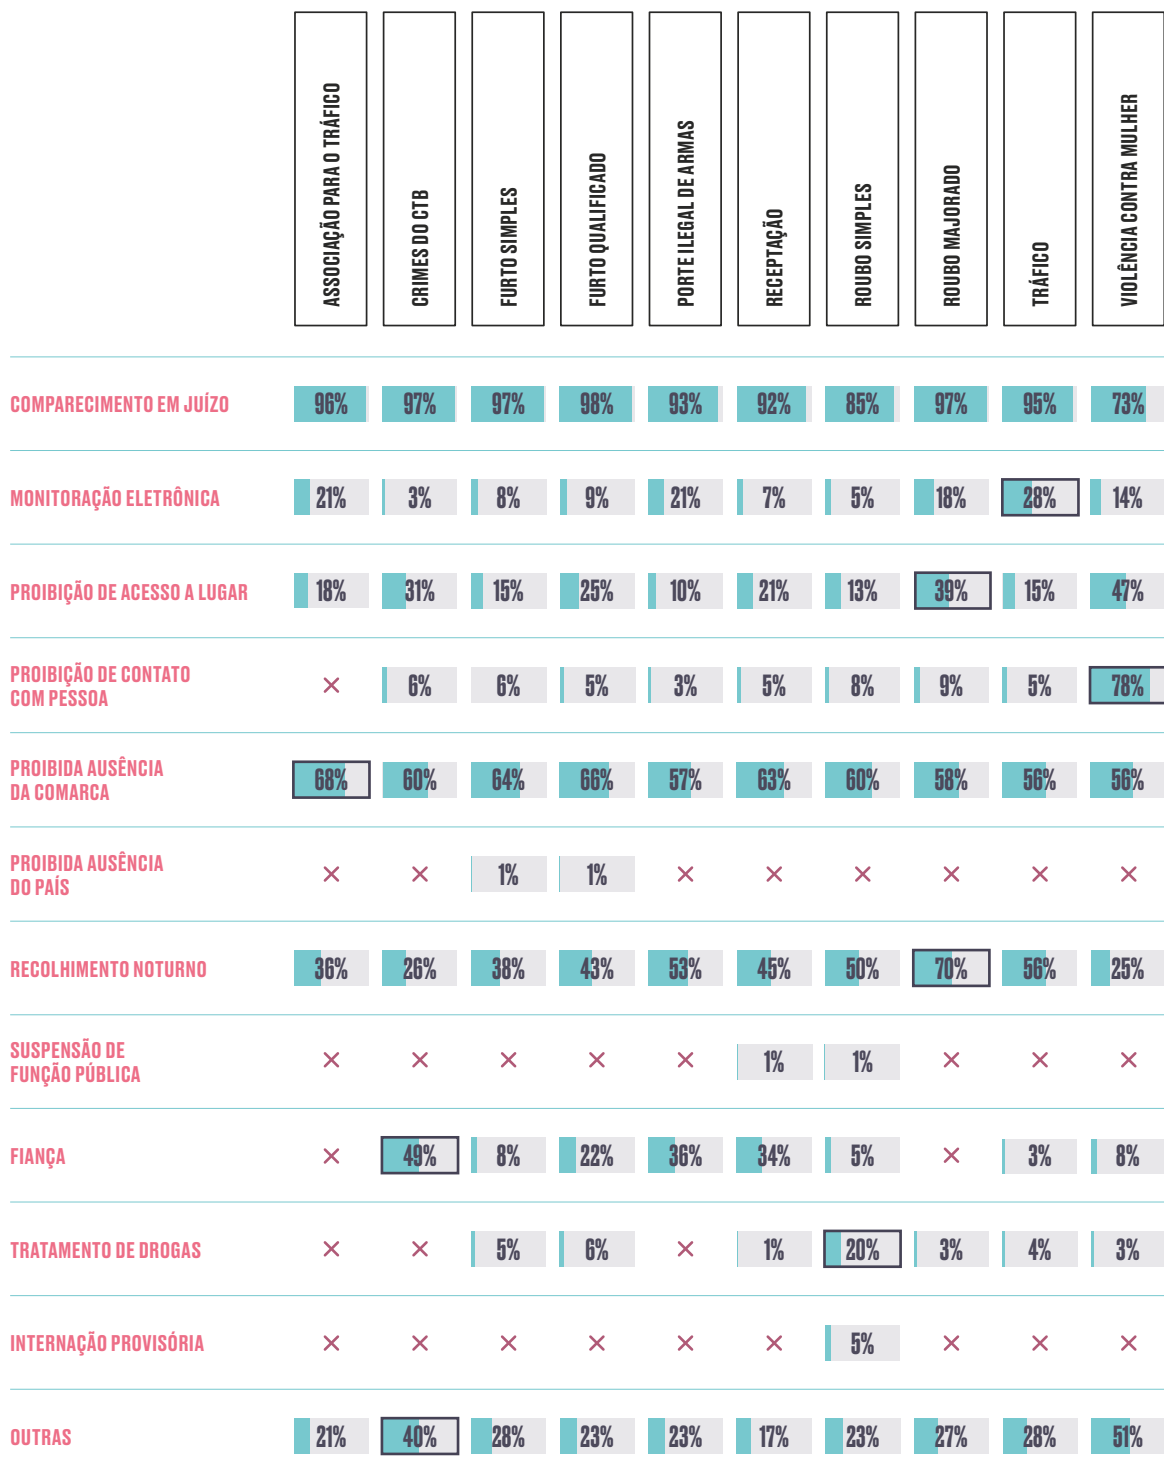 ASSOCIAÇÃO PARA O TRÁFICO
CRIMES DO CTB
FURTO SIMPLES
FURTO QUALIFICADO
PORTE ILEGAL DE ARMAS
RECEPTAÇÃO
ROUBO SIMPLES
ROUBO MAJORADO
TRÁFICO
VIOLÊNCIA CONTRA MULHER
COMPARECIMENTO EM JUÍZO 96% 97% 97% 98% 93% 92% 85% 97% 95% 73%
MONITORAÇÃO ELETRÔNICA 21% 3% 8% 9% 21% 7% 5% 18% 28% 14%
PROIBIÇÃO DE ACESSO A LUGAR 18% 31% 15% 25% 10% 21% 13% 39% 15% 47%
PROIBIÇÃO DE CONTATO
COM PESSOA
× 6% 6% 5% 3% 5% 8% 9% 5% 78%
PROIBIDA AUSÊNCIA
DA COMARCA
68% 60% 64% 66% 57% 63% 60% 58% 56% 56%
PROIBIDA AUSÊNCIA
DO PAÍS
× × 1% 1% × × × × × ×
RECOLHIMENTO NOTURNO 36% 26% 38% 43% 53% 45% 50% 70% 56% 25%
SUSPENSÃO DE
FUNÇÃO PÚBLICA
× × × × × 1% 1% × × ×
FIANÇA × 49% 8% 22% 36% 34% 5% × 3% 8%
TRATAMENTO DE DROGAS × × 5% 6% × 1% 20% 3% 4% 3%
INTERNAÇÃO PROVISÓRIA × × × × × × 5% × × ×
OUTRAS 21% 40% 28% 23% 23% 17% 23% 27% 28% 51%